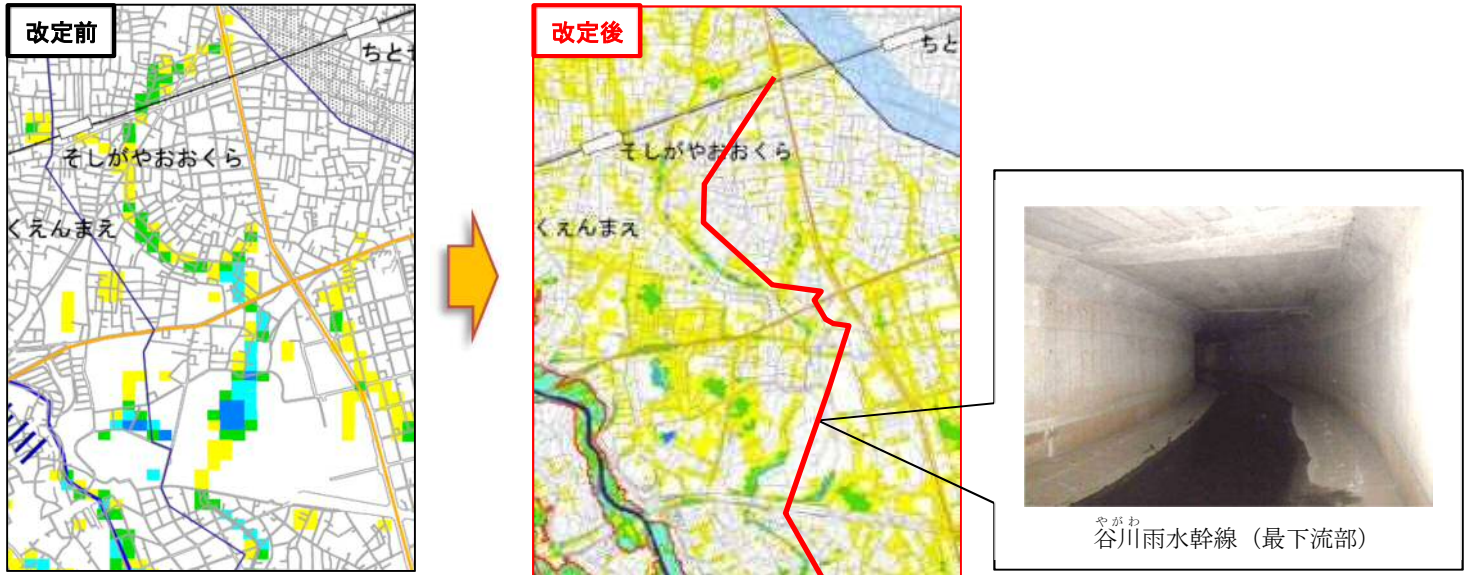 改定前
ちとせ
そしがやおおくら
くえんまえ
改定後
ちと
そしがやおおくら
くえんまえ
やがわ
谷川雨水幹線（最下流部）